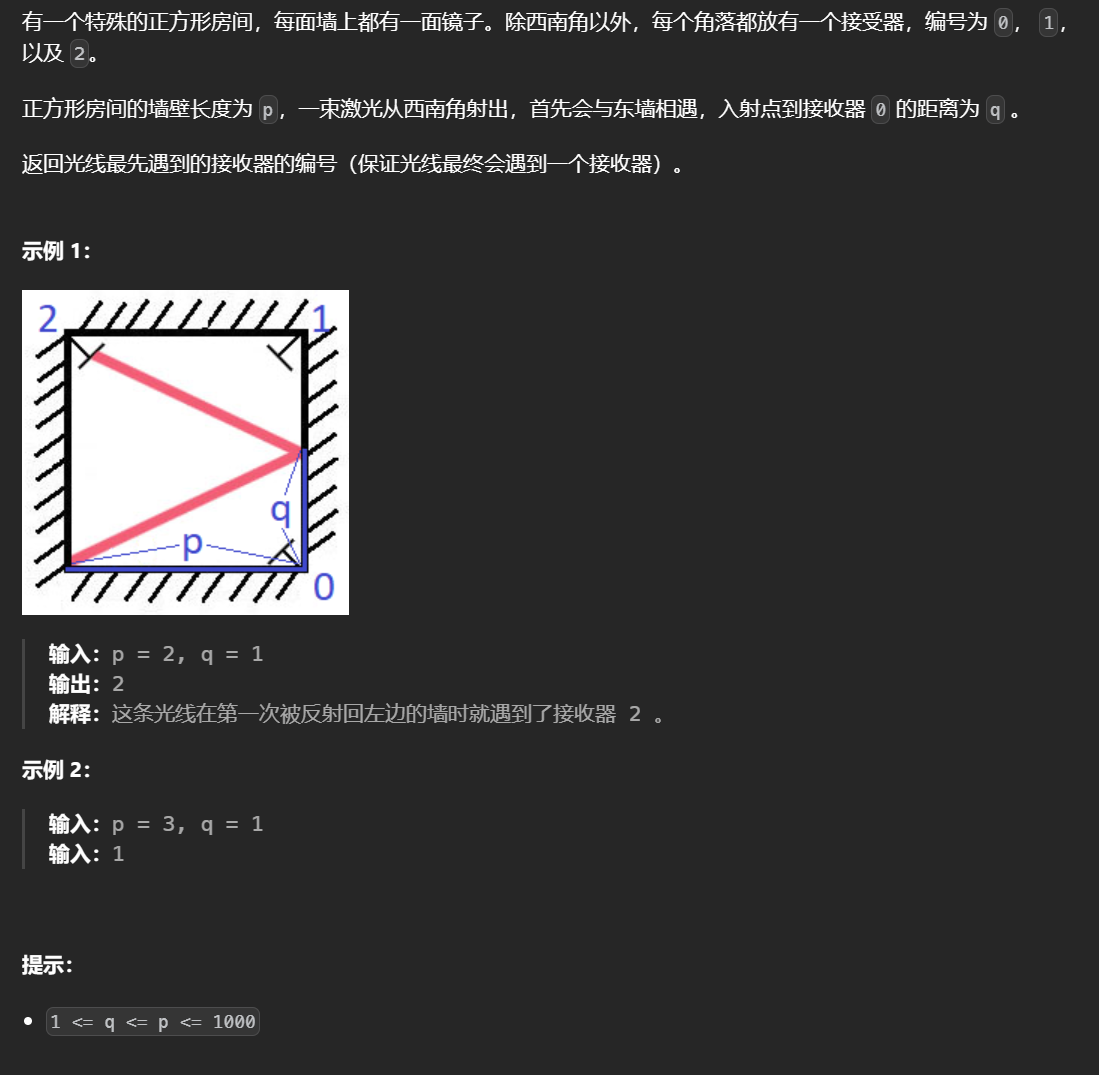 有一个特殊的正方形房间，每面墙上都有一面镜子。除西南角以外，每个角落都放有一个接受器，编号为 0， 1，
以及 2。
正方形房间的墙壁长度为 p，一束激光从西南角射出，首先会与东墙相遇，入射点到接收器 0 的距离为 q 。
返回光线最先遇到的接收器的编号（保证光线最终会遇到一个接收器）。
示例 1：
2 1
q
p
0
输入：p = 2, q = 1
输出：2
解释：这条光线在第一次被反射回左边的墙时就遇到了接收器 2 。
示例 2：
输入：p = 3, q = 1
输入：1
提示：
1 <= q <= p <= 1000